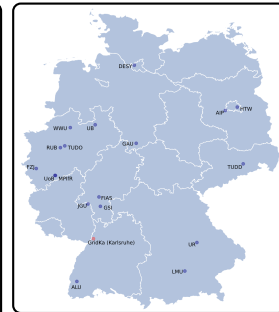 DESY
AIP
HTW
WWU
UB
RUB
TUDO
GAU
TUDD
FZJ
UoB
MPIfR
FIAS
JGU
GSI
GridKa (Karlsruhe)
UR
LMU
ALU